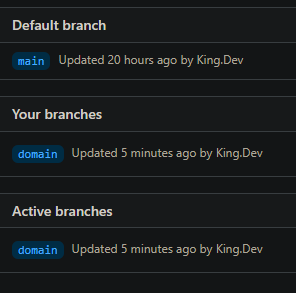 Default branch
main Updated 20 hours ago by King.Dev
Your branches
domain Updated 5 minutes ago by King.Dev
Active branches
domain Updated 5 minutes ago by King.Dev